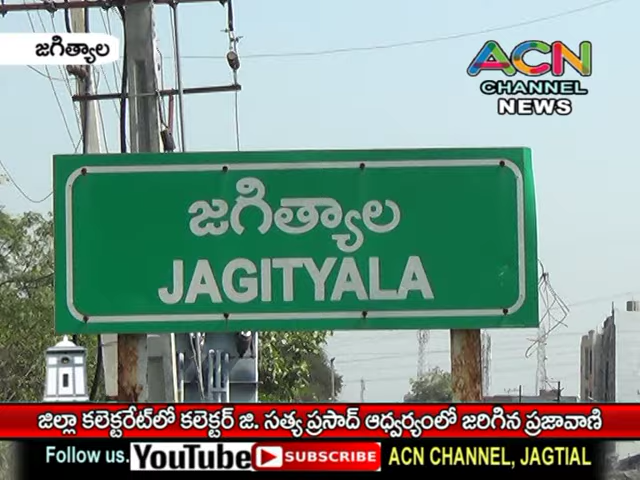 జగిత్యాల
ACN
CHANNEL
NEWS
జగిత్యాల
JAGITYALA
జిల్లా కలెక్టరేట్‌లో కలెక్టర్ జి. సత్య ప్రసాద్ ఆధ్వర్యంలో జరిగిన ప్రజావాణి
Follow us. YouTube SUBSCRIBE ACN CHANNEL, JAGTIAL